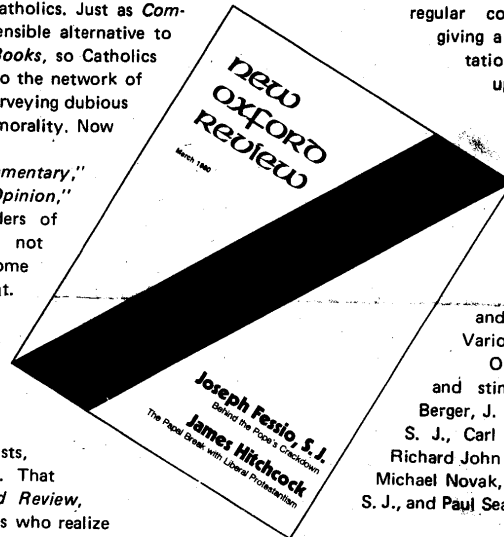 atholics. Just as Com-
ensible alternative to
Books, so Catholics
o the network of
rveying dubious
morality. Now
mentary,"
Opinion,"
ders of
not
ome
t.
sts,
. That
d Review,
s who realize
new
oxford
review
March 1980
Joseph Fessio, S.J.
Behind the Pope's Crackdown
James Hitchcock
The Papal Break with Liberal Protestantism
regular co
giving a
tatio
u
and
Vario
O
and stin
Berger, J.
S. J., Carl
Richard John
Michael Novak,
S. J., and Paul Sea